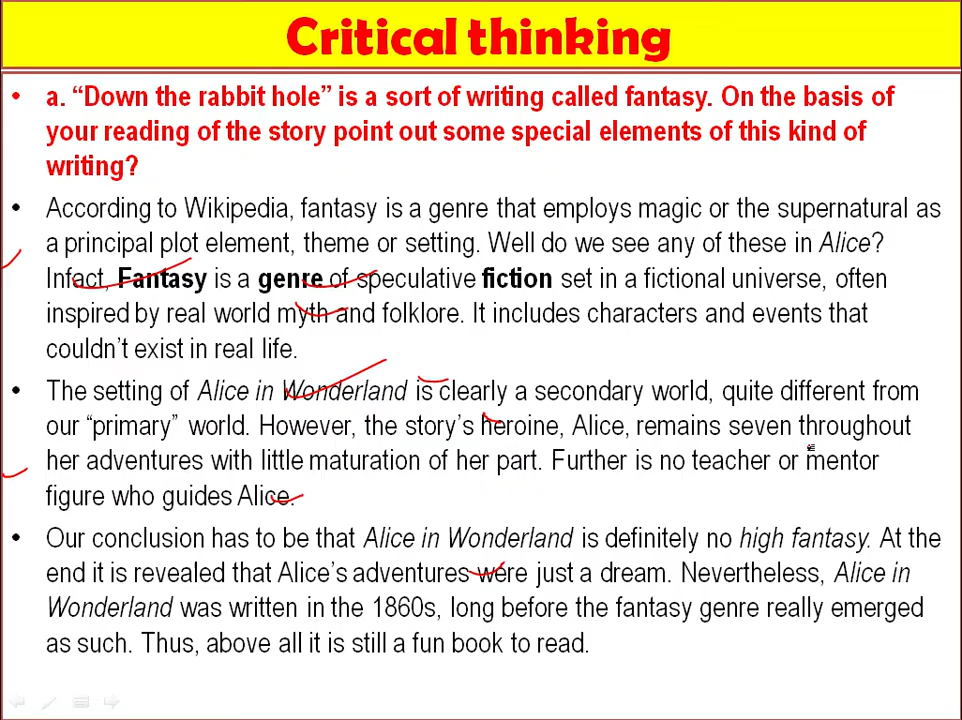 Critical thinking
• a. “Down the rabbit hole” is a sort of writing called fantasy. On the basis of
your reading of the story point out some special elements of this kind of
writing?
• According to Wikipedia, fantasy is a genre that employs magic or the supernatural as
a principal plot element, theme or setting. Well do we see any of these in Alice?
Infact, Fantasy is a genre of speculative fiction set in a fictional universe, often
inspired by real world myth and folklore. It includes characters and events that
couldn’t exist in real life.
• The setting of Alice in Wonderland is clearly a secondary world, quite different from
our “primary” world. However, the story’s heroine, Alice, remains seven throughout
her adventures with little maturation of her part. Further is no teacher or mentor
figure who guides Alice.
• Our conclusion has to be that Alice in Wonderland is definitely no high fantasy. At the
end it is revealed that Alice’s adventures were just a dream. Nevertheless, Alice in
Wonderland was written in the 1860s, long before the fantasy genre really emerged
as such. Thus, above all it is still a fun book to read.